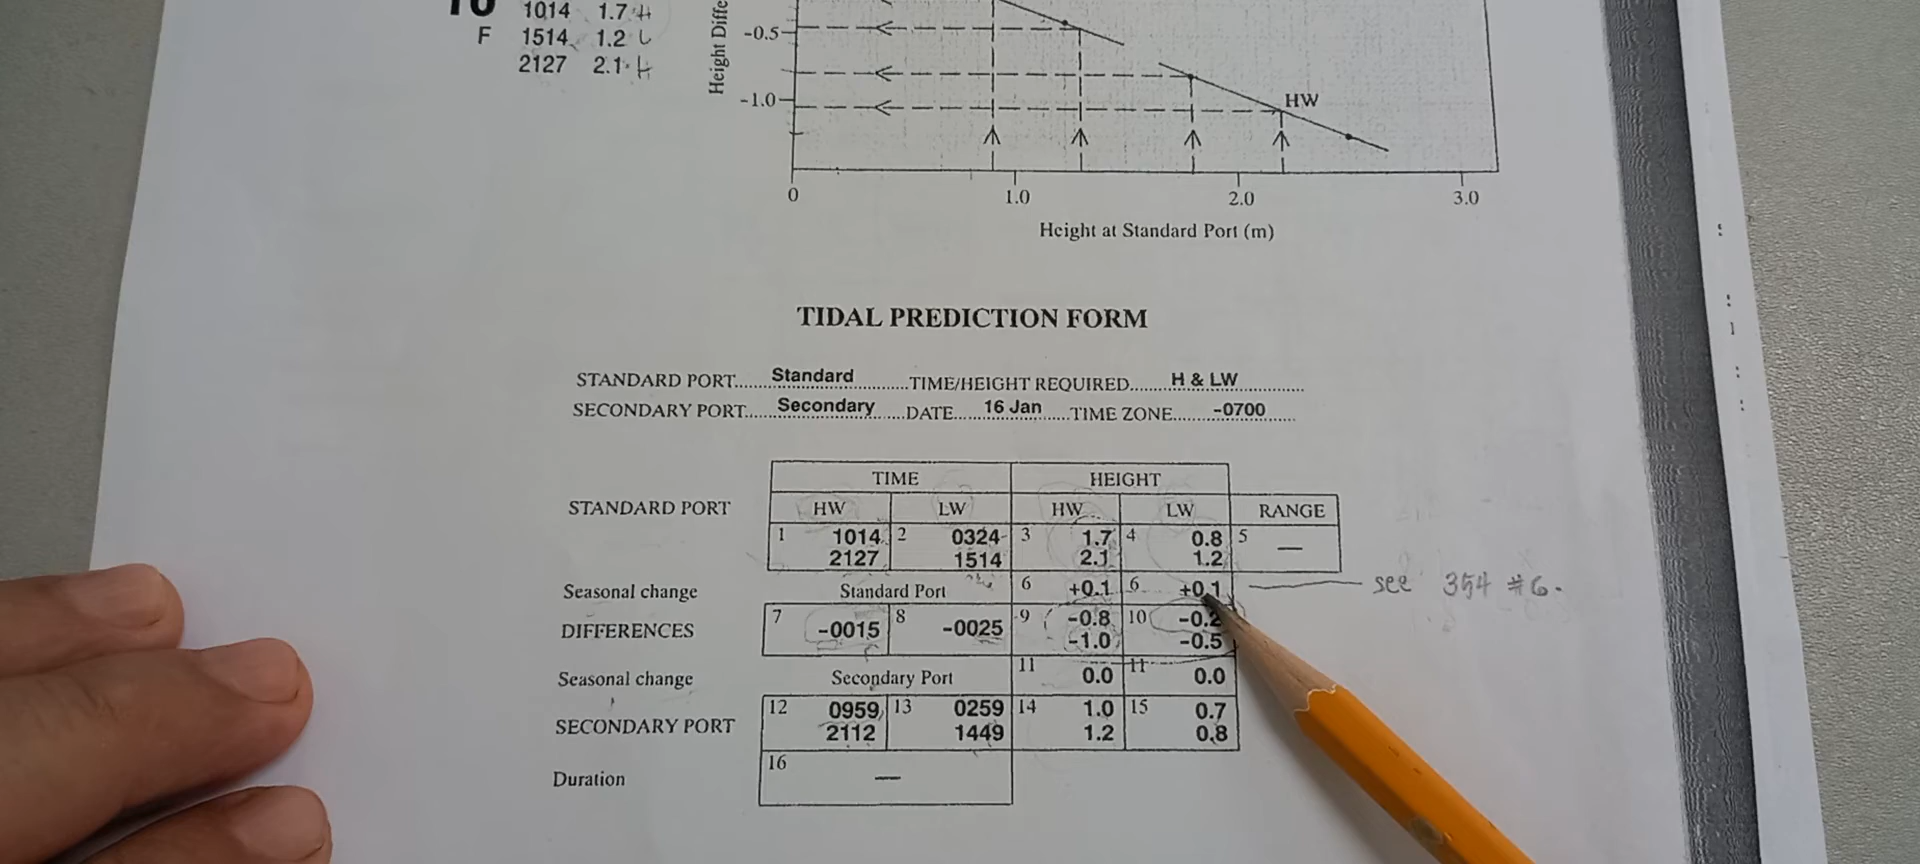 10 1014 1.7 H
F 1514 1.2 L
2127 2.1 H
Height Diffe
-0.5
-1.0
HW
0 1.0 2.0 3.0
Height at Standard Port (m)
TIDAL PREDICTION FORM
STANDARD PORT.....Standard.........TIME/HEIGHT REQUIRED......H & LW............
SECONDARY PORT.....Secondary.....DATE....16 Jan....TIME ZONE.......-0700.....
TIME HEIGHT
STANDARD PORT HW LW HW LW RANGE
1 1014 2 0324 3 1.7 4 0.8 5 —
2127 1514 2.1 1.2
Seasonal change Standard Port 6 +0.1 6 +0.1 see 354 #6.
DIFFERENCES 7 -0015 8 -0025 9 -0.8 10 -0.2
-1.0 -0.5
Seasonal change Secondary Port 11 0.0 11 0.0
SECONDARY PORT 12 0959 13 0259 14 1.0 15 0.7
2112 1449 1.2 0.8
Duration 16 —